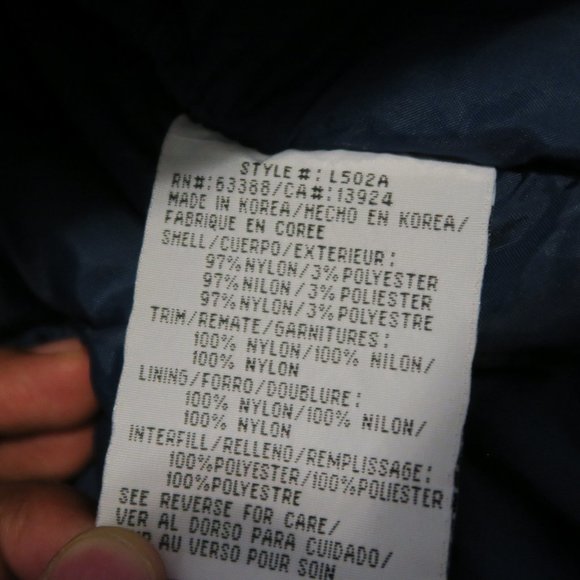 STYLE #: L502A
RN#:63388/CA#:13924
MADE IN KOREA/HECHO EN KOREA/
FABRIQUE EN COREE
SHELL/CUERPO/EXTERIEUR:
97% NYLON/3% POLYESTER
97% NILON/3% POLIESTER
97% NYLON/3% POLYESTRE
TRIM/REMATE/GARNITURES:
100% NYLON/100% NILON/
100% NYLON
LINING/FORRO/DOUBLURE:
100% NYLON/100% NILON/
100% NYLON
INTERFILL/RELLENO/REMPLISSAGE:
100%POLYESTER/100%POLIESTER
100%POLYESTRE
SEE REVERSE FOR CARE/
VER AL DORSO PARA CUIDADO/
AU VERSO POUR SOIN